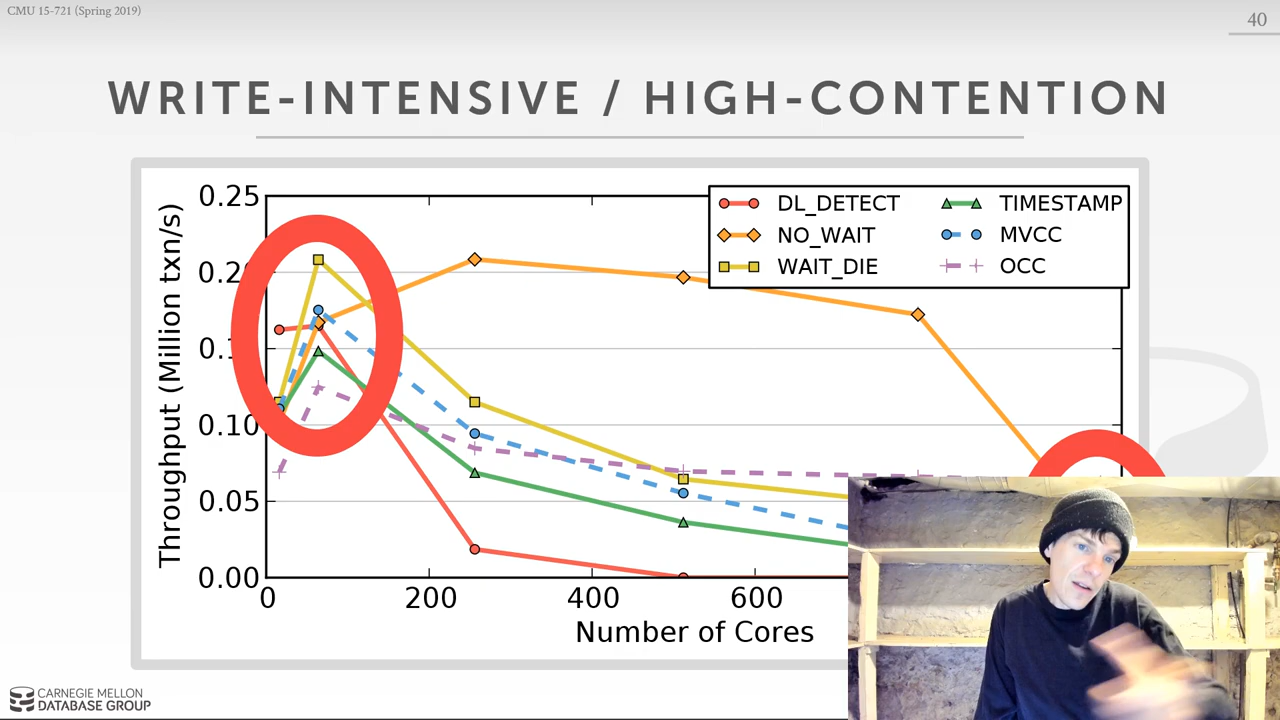 CMU 15-721 (Spring 2019)
40
WRITE-INTENSIVE / HIGH-CONTENTION
Throughput (Million txn/s)
0.25
0.10
0.05
0.00
0
200
400
600
Number of Cores
DL_DETECT
NO_WAIT
WAIT_DIE
TIMESTAMP
MVCC
OCC
CARNEGIE MELLON
DATABASE GROUP